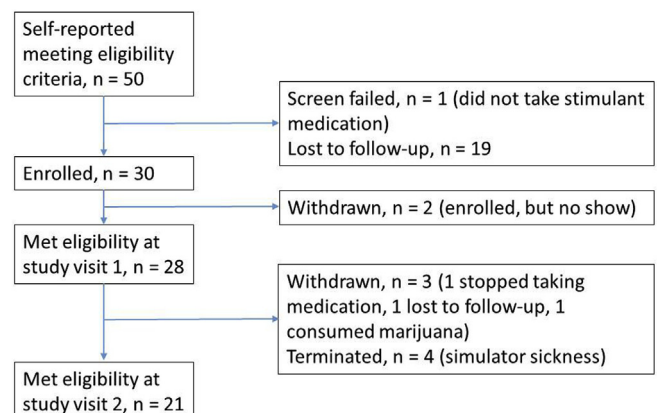 Self-reported
meeting eligibility
criteria, n = 50
Screen failed, n = 1 (did not take stimulant
medication)
Lost to follow-up, n = 19
Enrolled, n = 30
Withdrawn, n = 2 (enrolled, but no show)
Met eligibility at
study visit 1, n = 28
Withdrawn, n = 3 (1 stopped taking
medication, 1 lost to follow-up, 1
consumed marijuana)
Terminated, n = 4 (simulator sickness)
Met eligibility at
study visit 2, n = 21